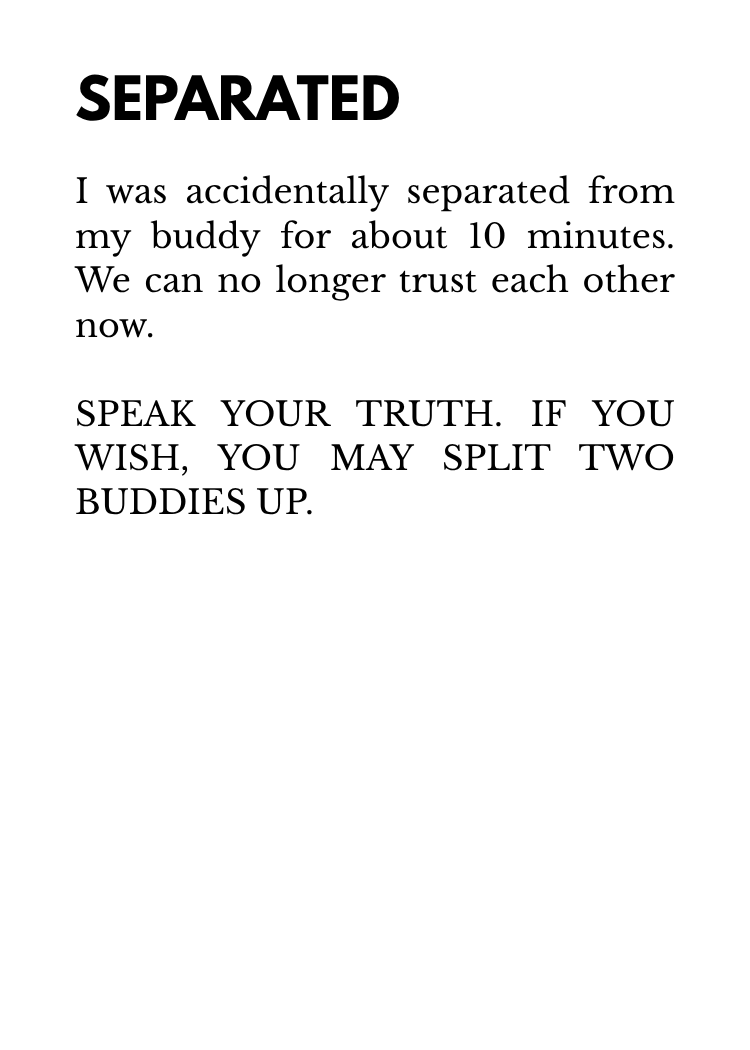 SEPARATED
I was accidentally separated from
my buddy for about 10 minutes.
We can no longer trust each other
now.
SPEAK YOUR TRUTH. IF YOU
WISH, YOU MAY SPLIT TWO
BUDDIES UP.